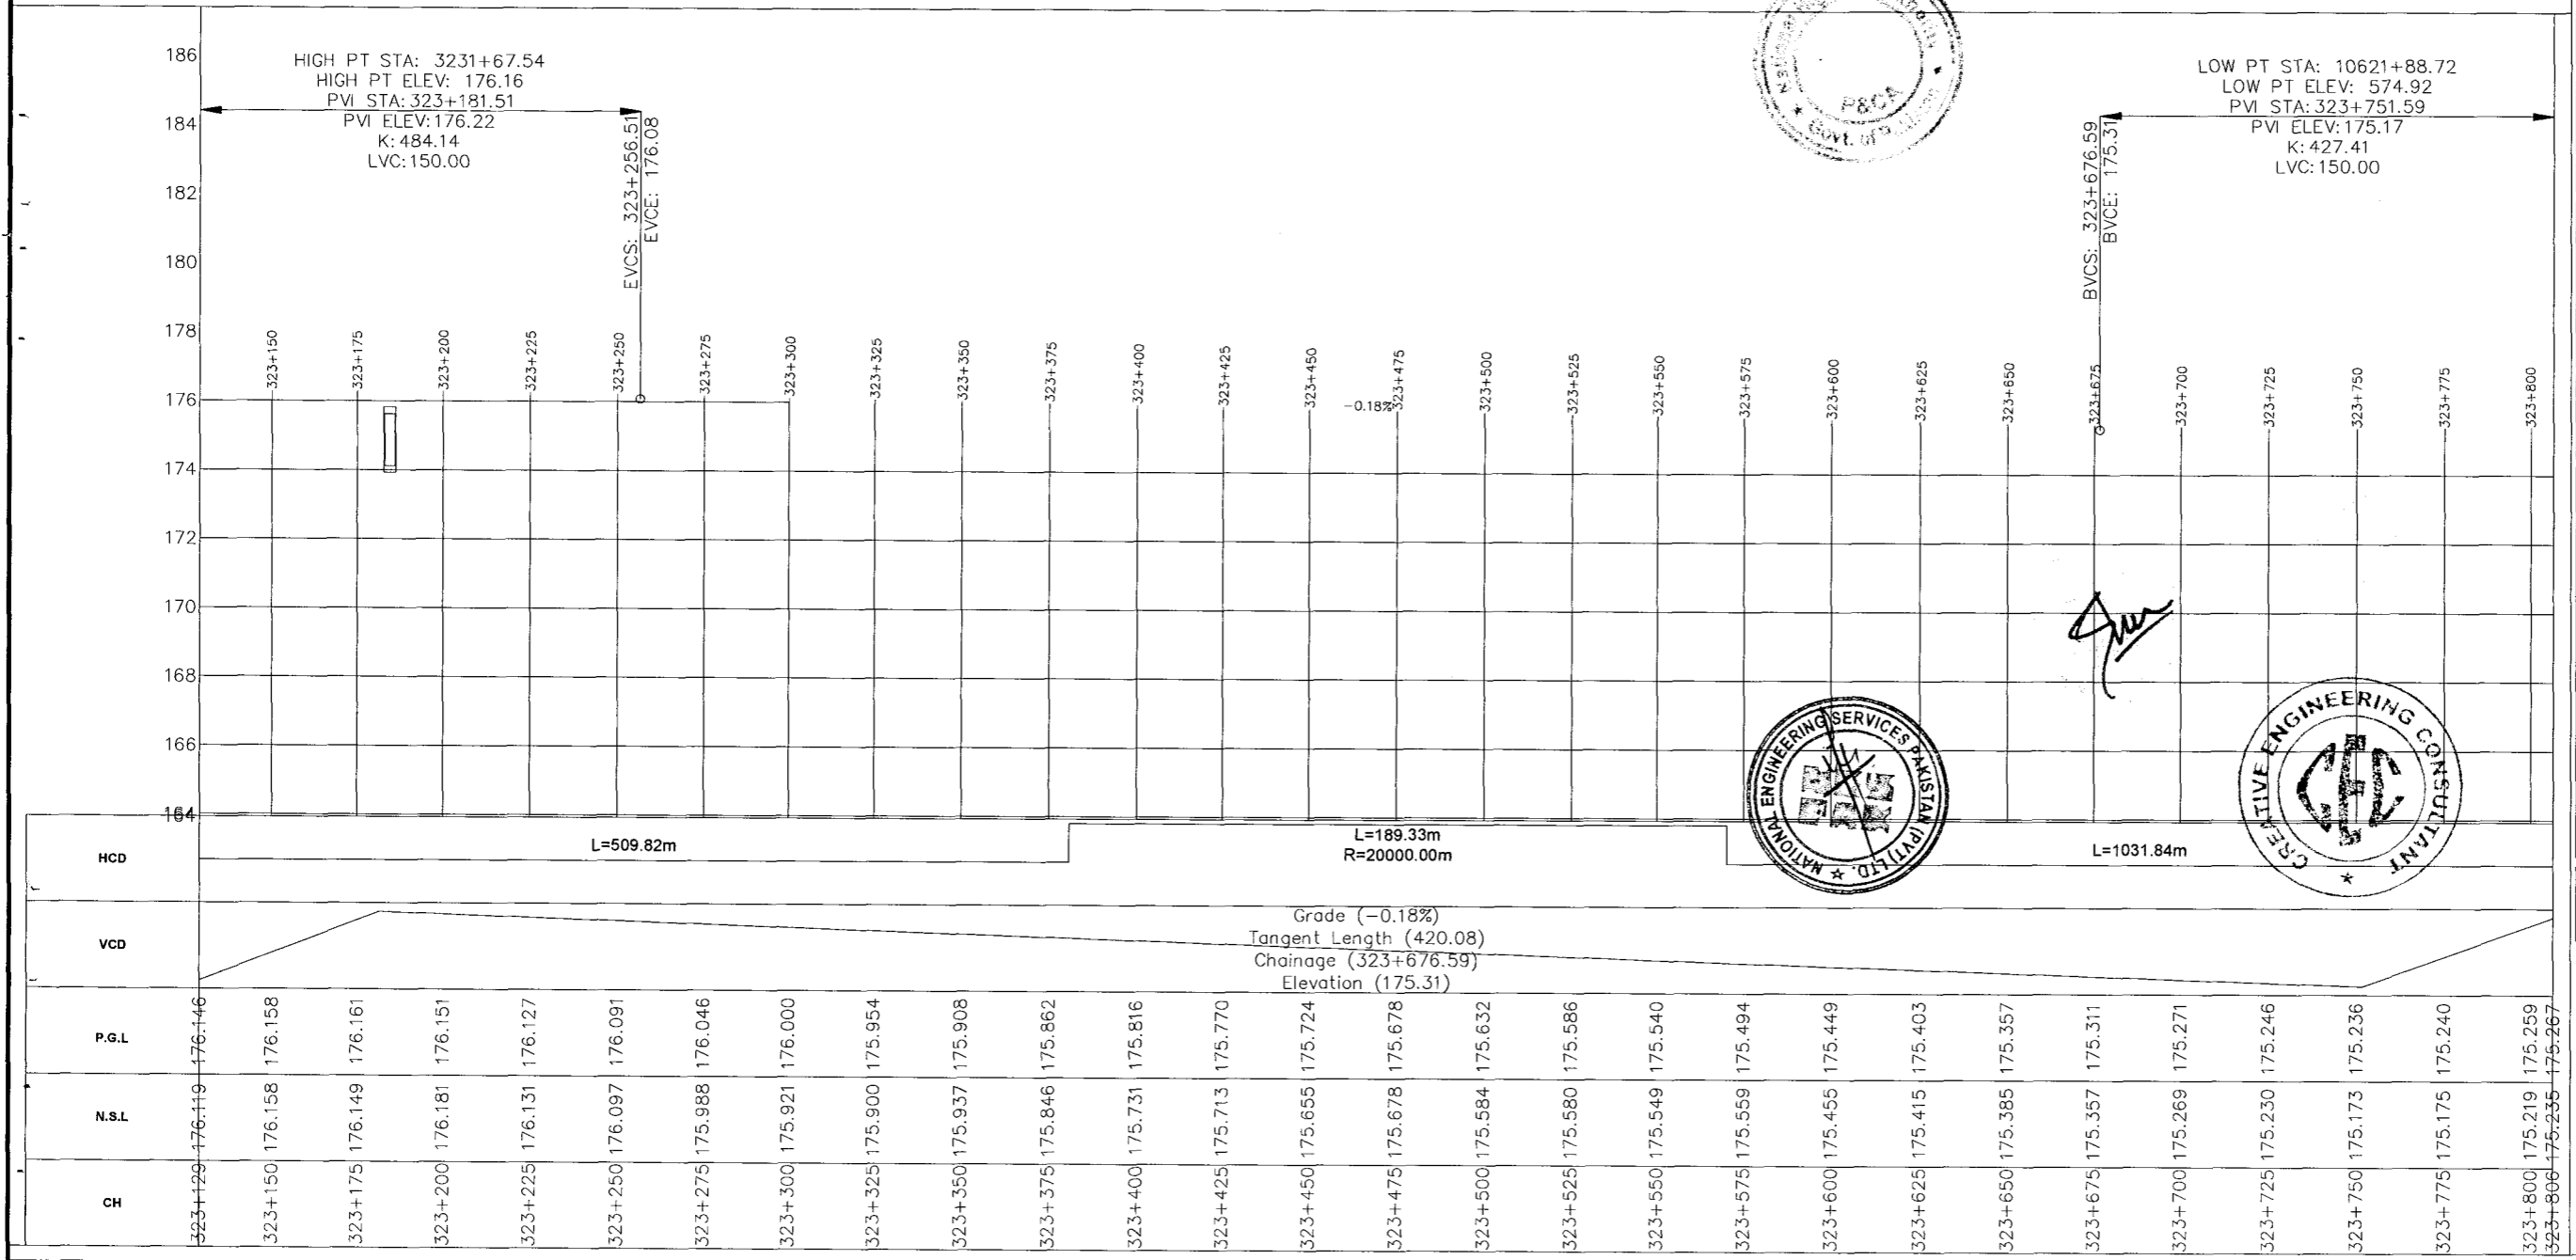 HIGH PT STA: 3231+67.54
HIGH PT ELEV: 176.16
PVI STA:323+181.51
PVI ELEV:176.22
K:484.14
LVC:150.00
EVCS: 323+256.51
EVCE: 176.08
P&CA
Govt. of
LOW PT STA: 10621+88.72
LOW PT ELEV: 574.92
PVI STA:323+751.59
PVI ELEV:175.17
K:427.41
LVC:150.00
BVCS: 323+676.59
BVCE: 175.31
186
184
182
180
178
176
174
172
170
168
166
164
323+150 323+175 323+200 323+225 323+250 323+275 323+300 323+325 323+350 323+375 323+400 323+425 323+450 323+475 323+500 323+525 323+550 323+575 323+600 323+625 323+650 323+675 323+700 323+725 323+750 323+775 323+800
-0.18%
NATIONAL ENGINEERING SERVICES PAKISTAN (PVT) LTD.
CREATIVE ENGINEERING CONSULTANT
HCD
L=509.82m
L=189.33m
R=20000.00m
L=1031.84m
VCD
Grade (-0.18%)
Tangent Length (420.08)
Chainage (323+676.59)
Elevation (175.31)
P.G.L 176.146 176.158 176.161 176.151 176.127 176.091 176.046 176.000 175.954 175.908 175.862 175.816 175.770 175.724 175.678 175.632 175.586 175.540 175.494 175.449 175.403 175.357 175.311 175.271 175.246 175.236 175.240 175.259 175.267
N.S.L 176.119 176.158 176.149 176.181 176.131 176.097 175.988 175.921 175.900 175.937 175.846 175.731 175.713 175.655 175.678 175.584 175.580 175.549 175.559 175.455 175.415 175.385 175.357 175.269 175.230 175.173 175.175 175.219 175.235
CH 323+129 323+150 323+175 323+200 323+225 323+250 323+275 323+300 323+325 323+350 323+375 323+400 323+425 323+450 323+475 323+500 323+525 323+550 323+575 323+600 323+625 323+650 323+675 323+700 323+725 323+750 323+775 323+800 323+806